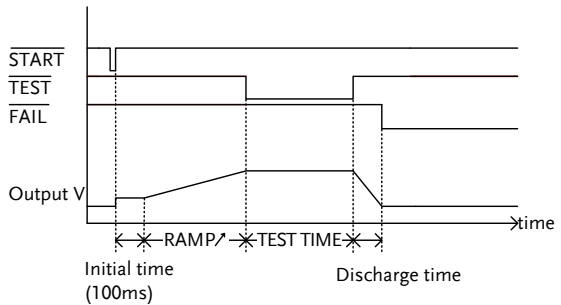 START
TEST
FAIL
Output V
time
RAMP↗ TEST TIME
Initial time
(100ms)
Discharge time